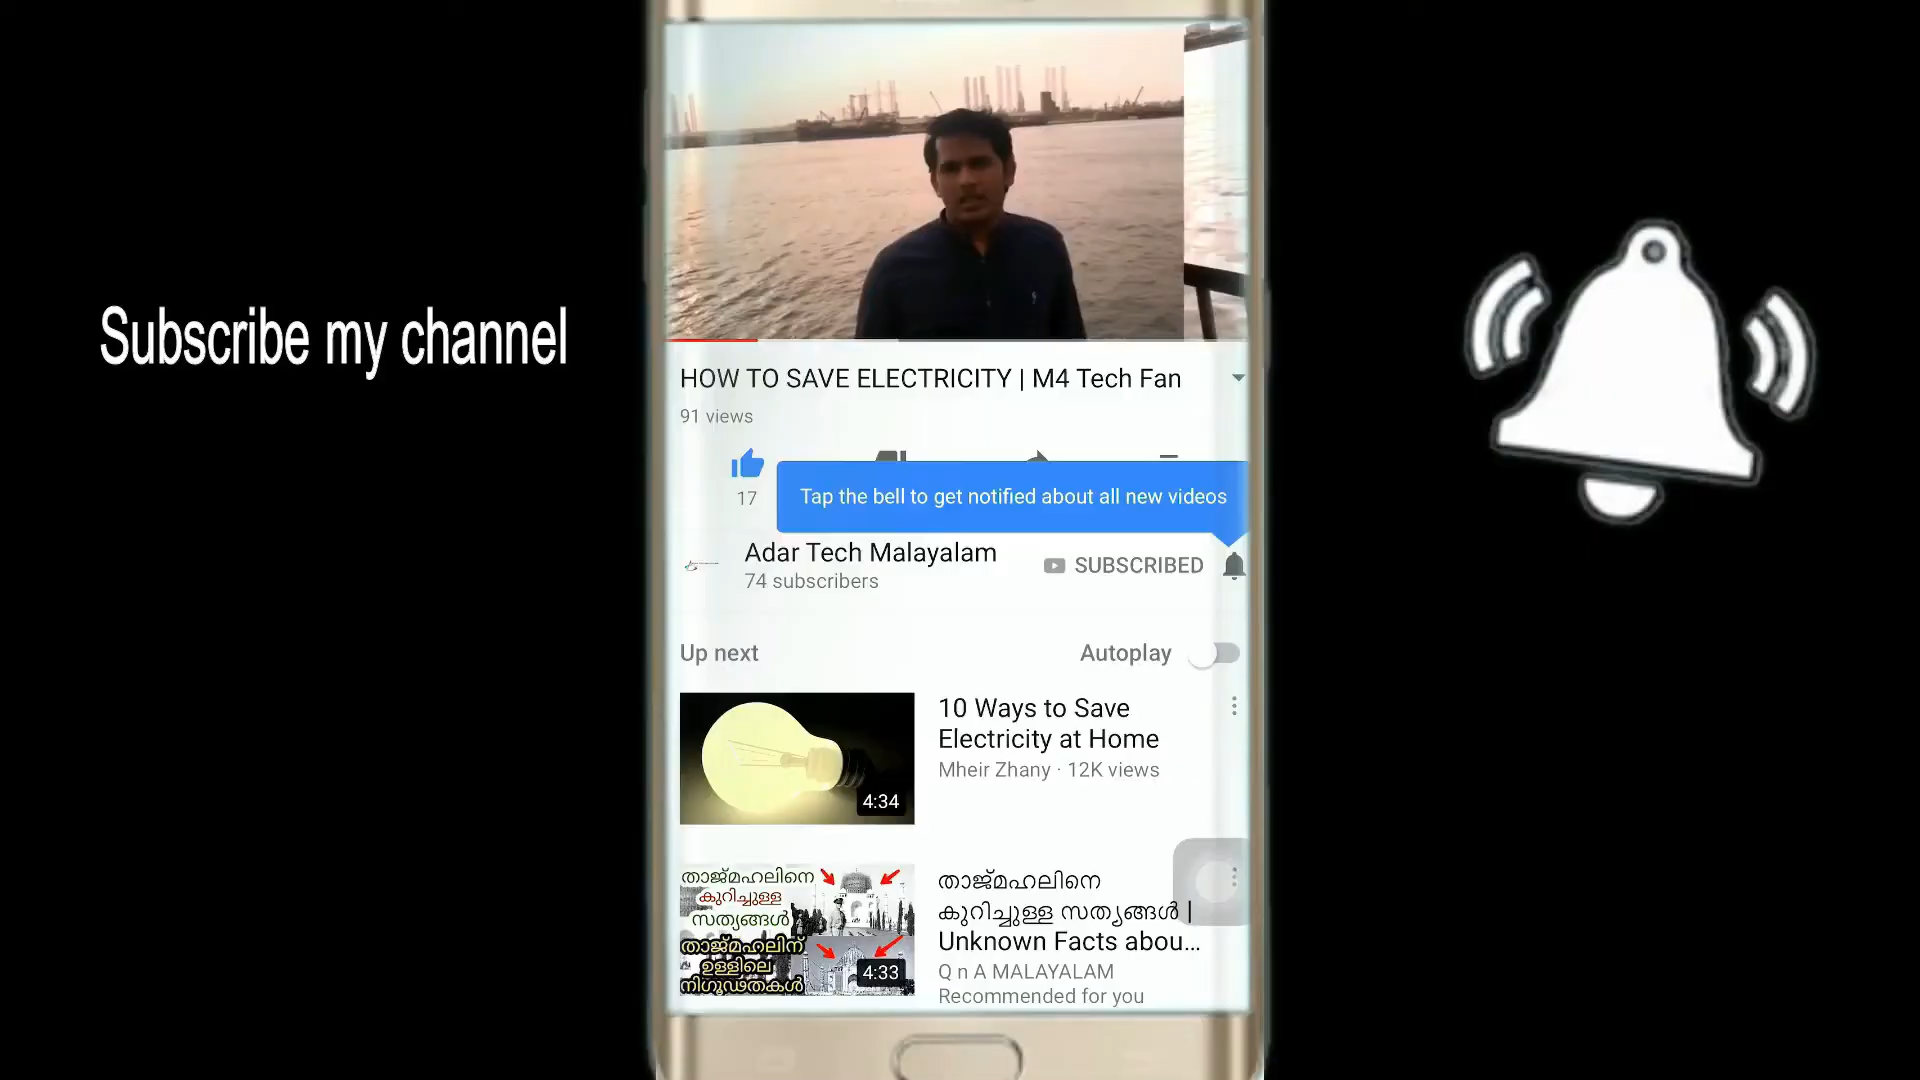 Subscribe my channel
HOW TO SAVE ELECTRICITY | M4 Tech Fan
91 views
17
Tap the bell to get notified about all new videos
Adar Tech Malayalam
74 subscribers
SUBSCRIBED
Up next
Autoplay
10 Ways to Save
Electricity at Home
Mheir Zhany · 12K views
4:34
താജ്മഹലിനെ
കുറിച്ചുള്ള
സത്യങ്ങൾ
താജ്മഹലിന്
ഉള്ളിലെ
നിഗൂഢതകൾ
4:33
താജ്മഹലിനെ
കുറിച്ചുള്ള സത്യങ്ങൾ |
Unknown Facts abou...
Q n A MALAYALAM
Recommended for you